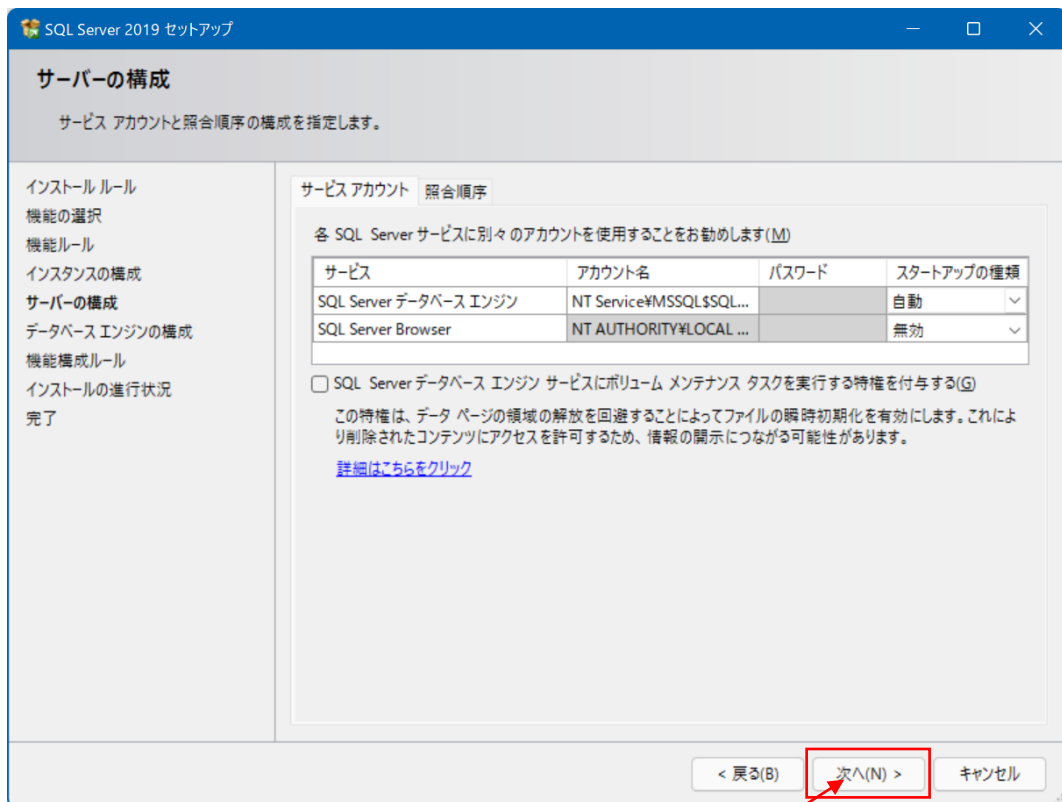 SQL Server 2019 セットアップ
サーバーの構成
サービス アカウントと照合順序の構成を指定します。
インストール ルール
機能の選択
機能ルール
インスタンスの構成
サーバーの構成
データベース エンジンの構成
機能構成ルール
インストールの進行状況
完了
サービス アカウント 照合順序
各 SQL Server サービスに別々のアカウントを使用することをお勧めします(M)
サービス アカウント名 パスワード スタートアップの種類
SQL Server データベース エンジン NT Service¥MSSQL$SQL... 自動
SQL Server Browser NT AUTHORITY¥LOCAL ... 無効
SQL Server データベース エンジン サービスにボリューム メンテナンス タスクを実行する特権を付与する(G)
この特権は、データ ページの領域の解放を回避することによってファイルの瞬時初期化を有効にします。これによ
り削除されたコンテンツにアクセスを許可するため、情報の開示につながる可能性があります。
詳細はこちらをクリック
< 戻る(B) 次へ(N) > キャンセル